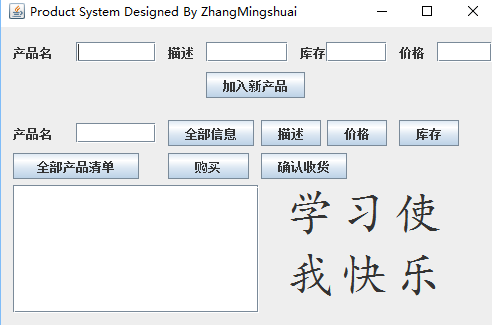 Product System Designed By ZhangMingshuai
产品名 描述 库存 价格
加入新产品
产品名 全部信息 描述 价格 库存
全部产品清单 购买 确认收货
学习使
我快乐